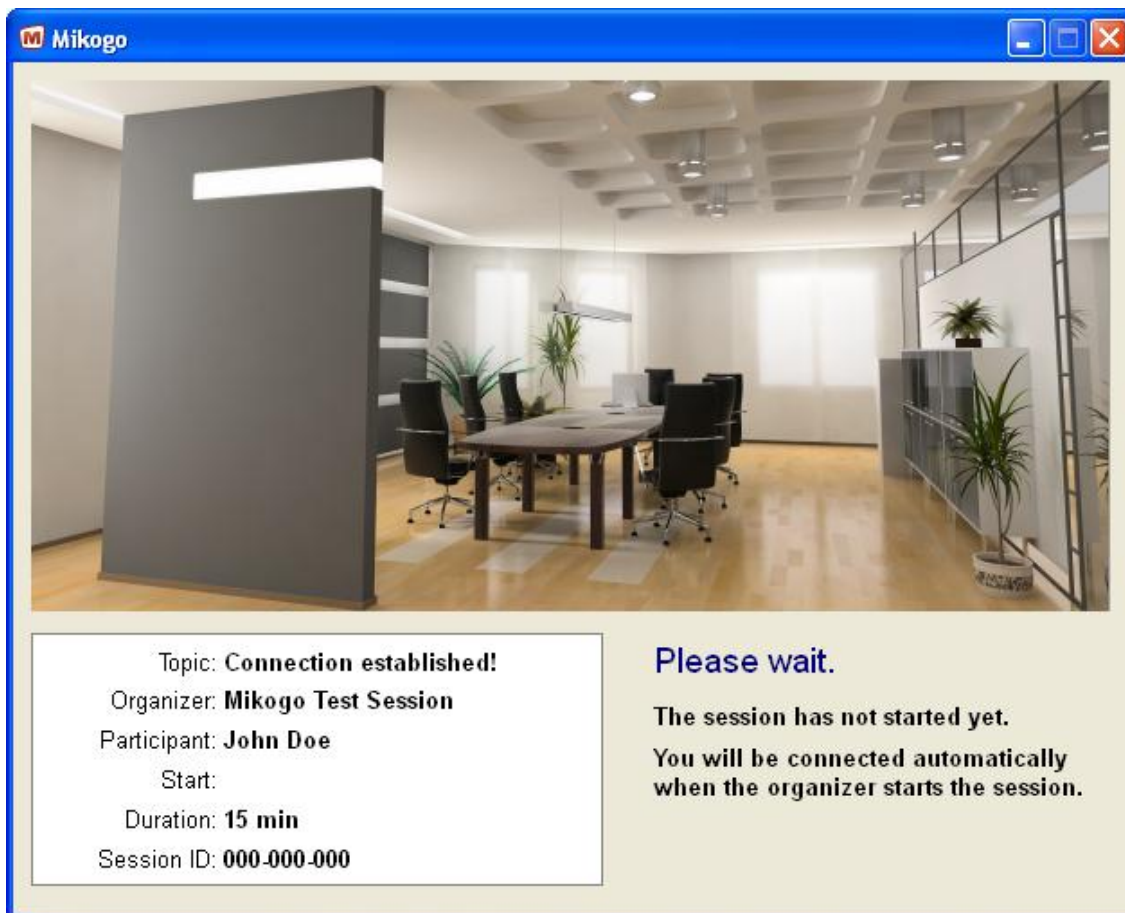 Mikogo
Topic: Connection established!
Organizer: Mikogo Test Session
Participant: John Doe
Start:
Duration: 15 min
Session ID: 000-000-000
Please wait.
The session has not started yet.
You will be connected automatically
when the organizer starts the session.